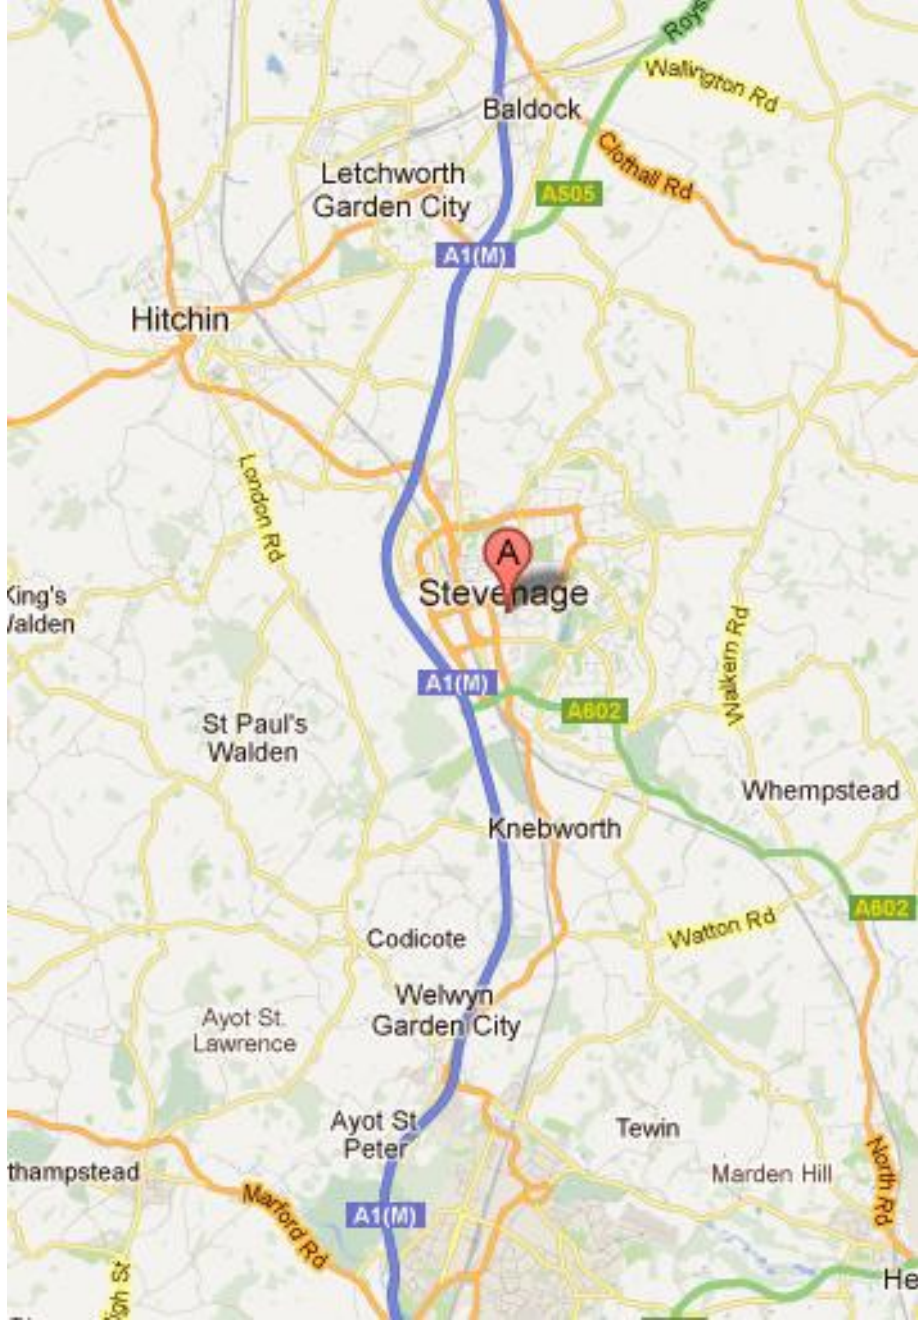 Roys
Wallington Rd
Baldock
Clothall Rd
Letchworth
Garden City
A505
A1(M)
Hitchin
London Rd
A
Stevenage
King's
Walden
Walkern Rd
A1(M)
A602
St Paul's
Walden
Whempstead
Knebworth
A602
Watton Rd
Codicote
Welwyn
Garden City
Ayot St.
Lawrence
Ayot St
Peter
Tewin
thampstead
Marden Hill
North Rd
Marford Rd
A1(M)
igh St
He